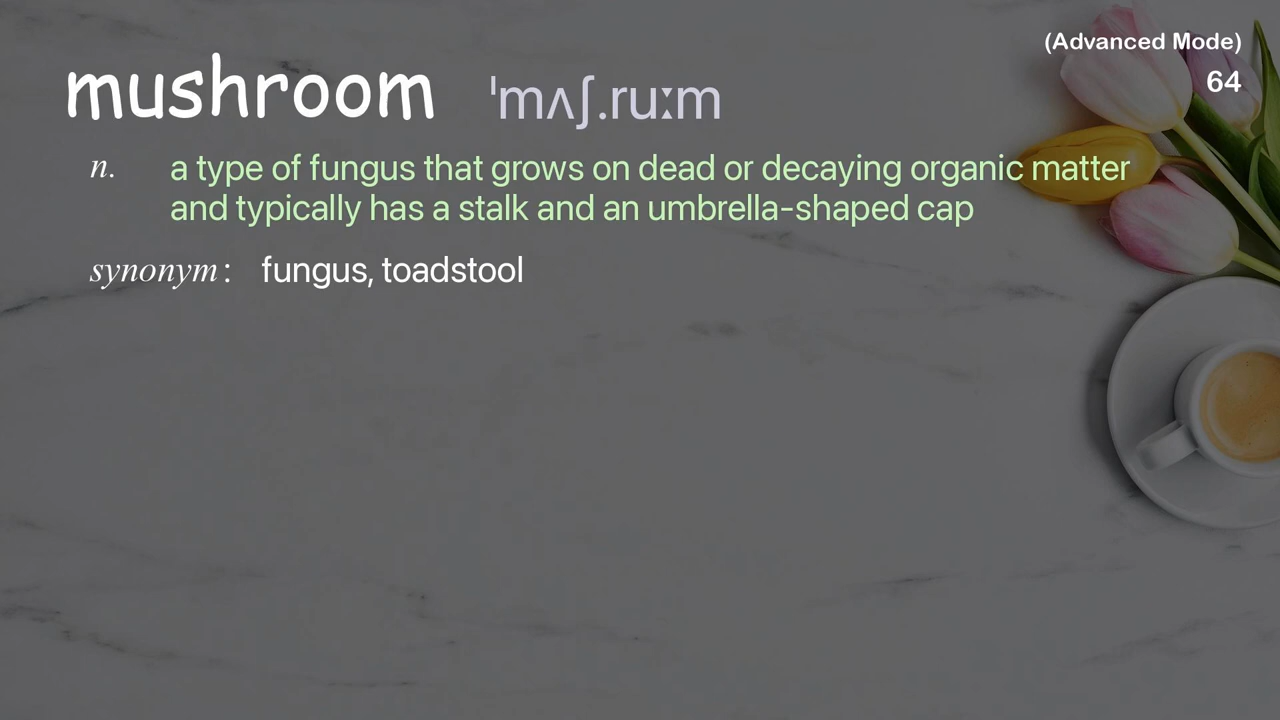 (Advanced Mode)
64
mushroom ˈmʌʃ.ruːm
n. a type of fungus that grows on dead or decaying organic matter
and typically has a stalk and an umbrella-shaped cap
synonym: fungus, toadstool